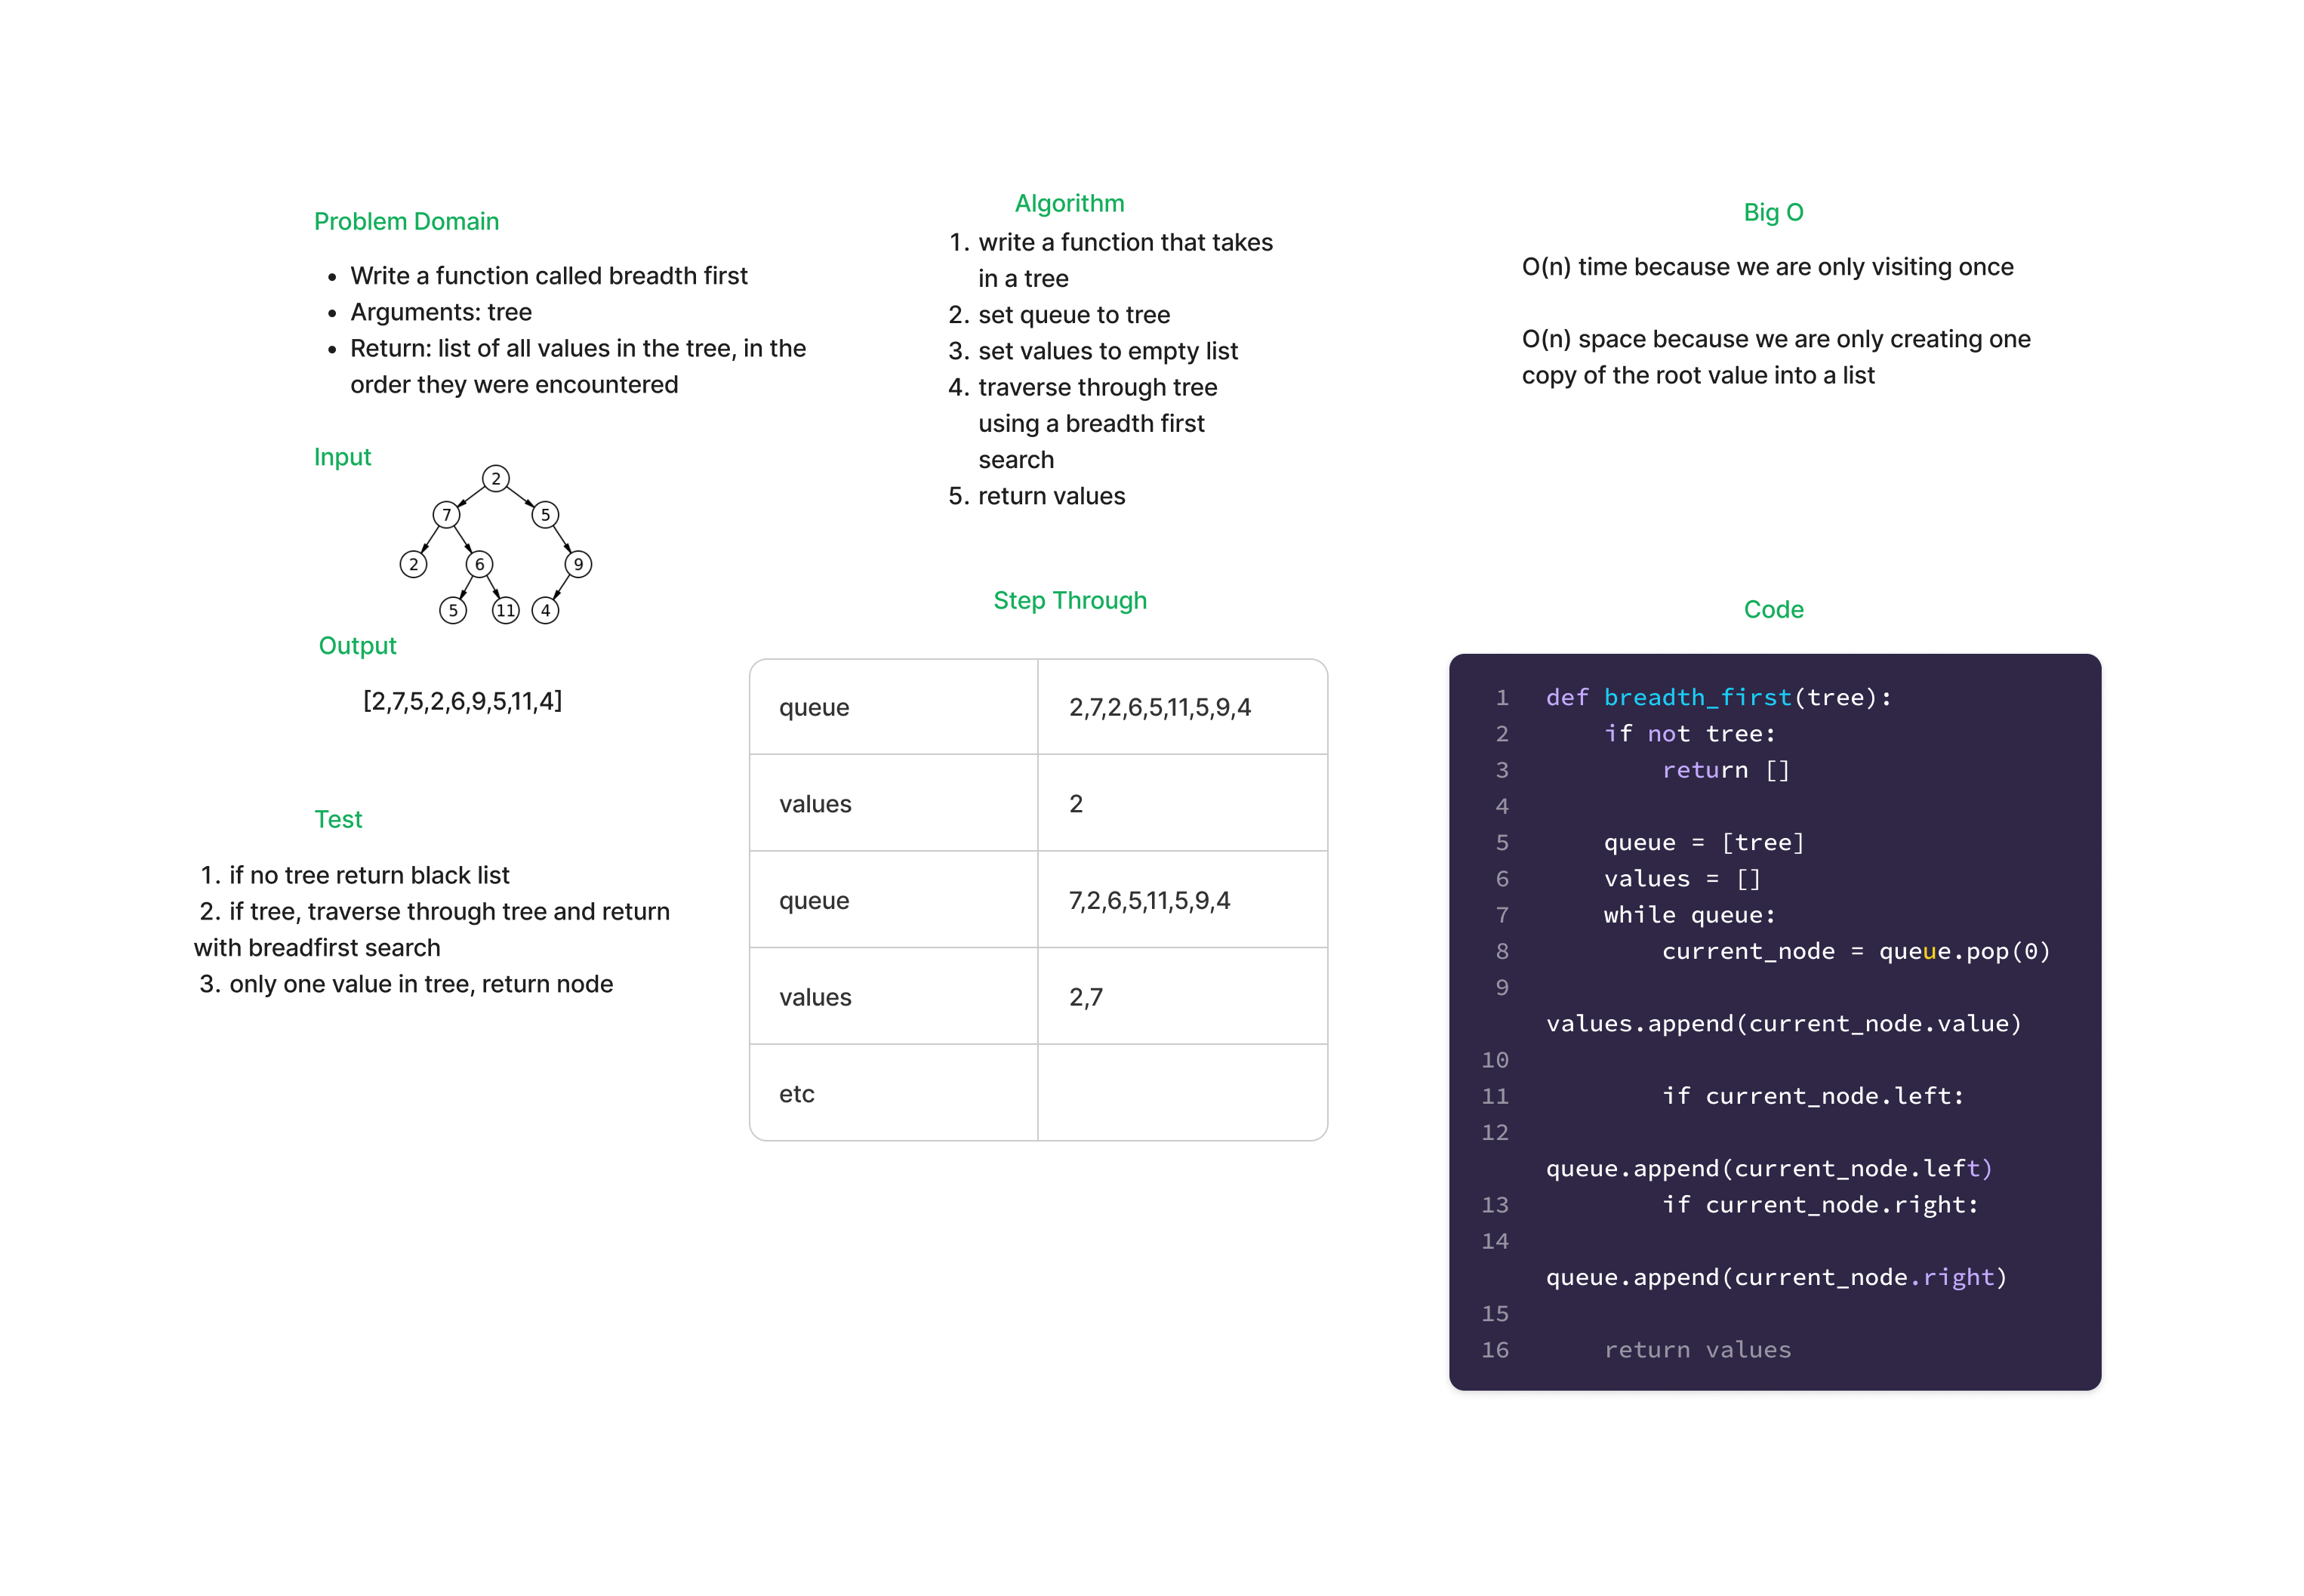 Problem Domain
• Write a function called breadth first
• Arguments: tree
• Return: list of all values in the tree, in the
order they were encountered
Input
2
7
5
2
6
9
5
11
4
Output
[2,7,5,2,6,9,5,11,4]
Test
1. if no tree return black list
2. if tree, traverse through tree and return
with breadfirst search
3. only one value in tree, return node
Algorithm
1. write a function that takes
in a tree
2. set queue to tree
3. set values to empty list
4. traverse through tree
using a breadth first
search
5. return values
Step Through
queue 2,7,2,6,5,11,5,9,4
values 2
queue 7,2,6,5,11,5,9,4
values 2,7
etc
Big O
O(n) time because we are only visiting once
O(n) space because we are only creating one
copy of the root value into a list
Code
1 def breadth_first(tree):
2     if not tree:
3         return []
4
5     queue = [tree]
6     values = []
7     while queue:
8         current_node = queue.pop(0)
9
values.append(current_node.value)
10
11         if current_node.left:
12
queue.append(current_node.left)
13         if current_node.right:
14
queue.append(current_node.right)
15
16     return values